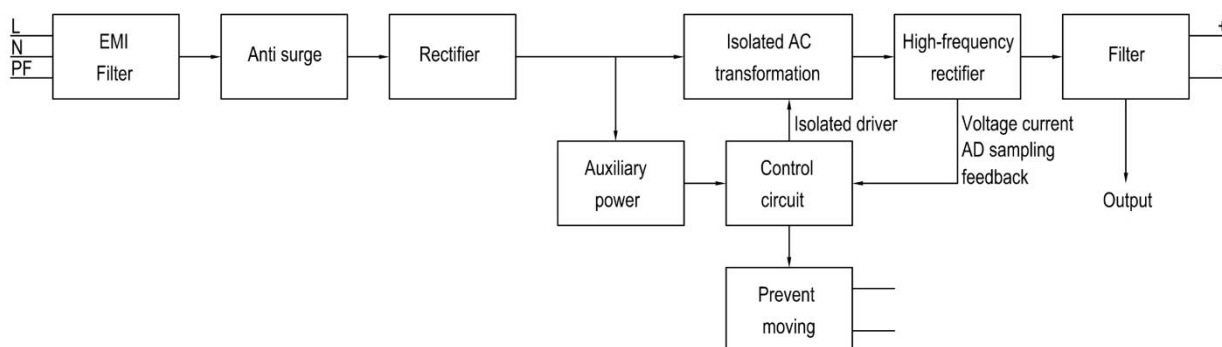 L
N
PF
EMI
Filter
Anti surge
Rectifier
Isolated AC
transformation
High-frequency
rectifier
Filter
+
Isolated driver
Voltage current
AD sampling
feedback
Auxiliary
power
Control
circuit
Output
Prevent
moving